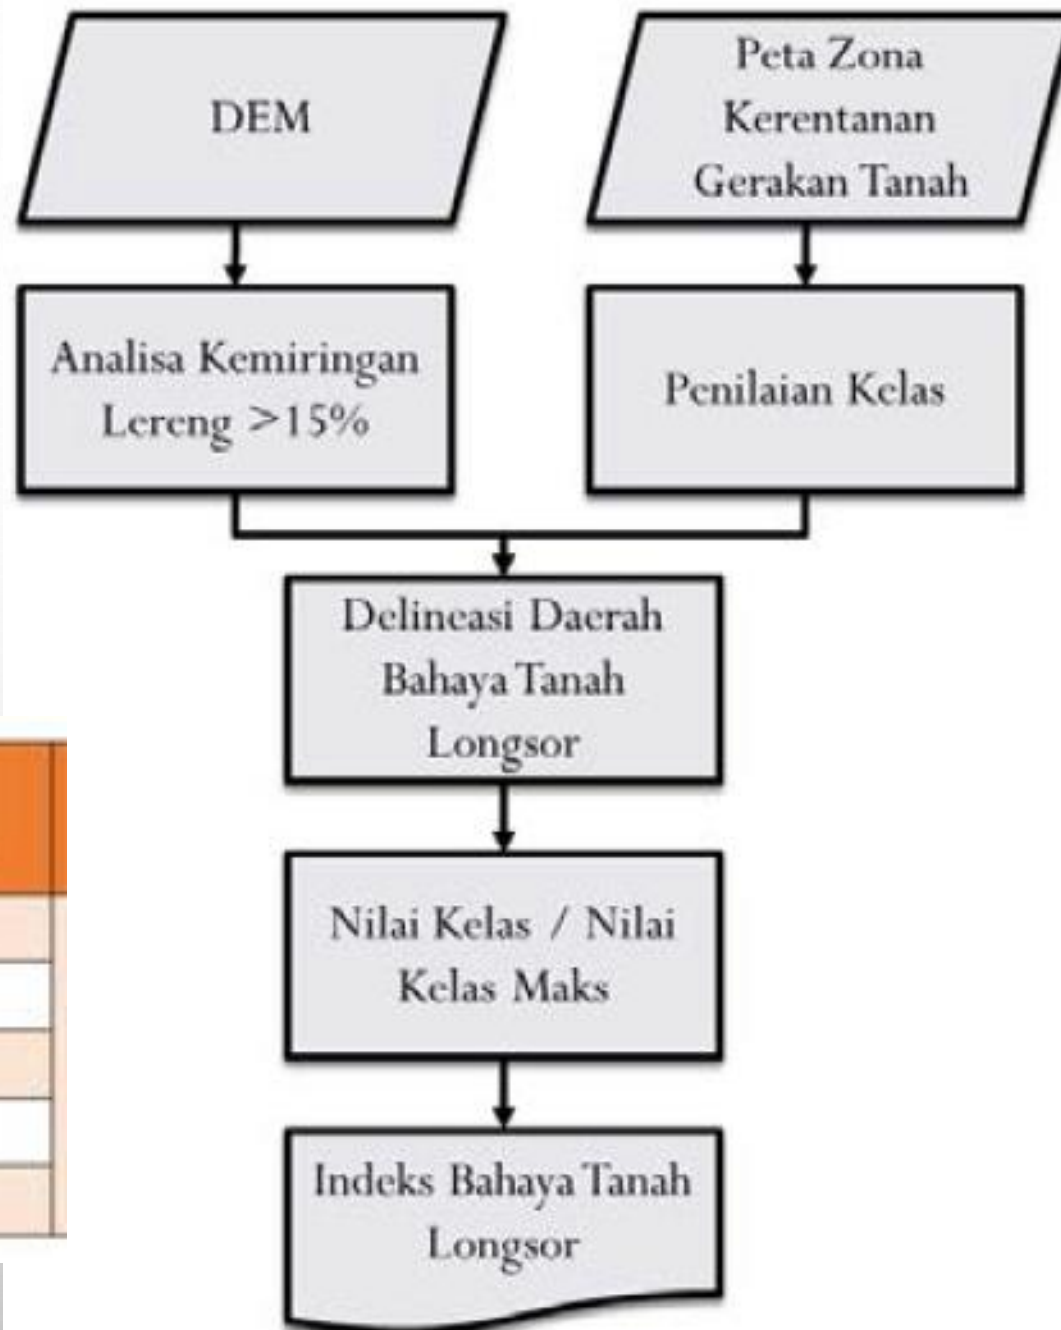 DEM
Peta Zona
Kerentanan
Gerakan Tanah
Analisa Kemiringan
Lereng >15%
Penilaian Kelas
Delineasi Daerah
Bahaya Tanah
Longsor
Nilai Kelas / Nilai
Kelas Maks
Indeks Bahaya Tanah
Longsor